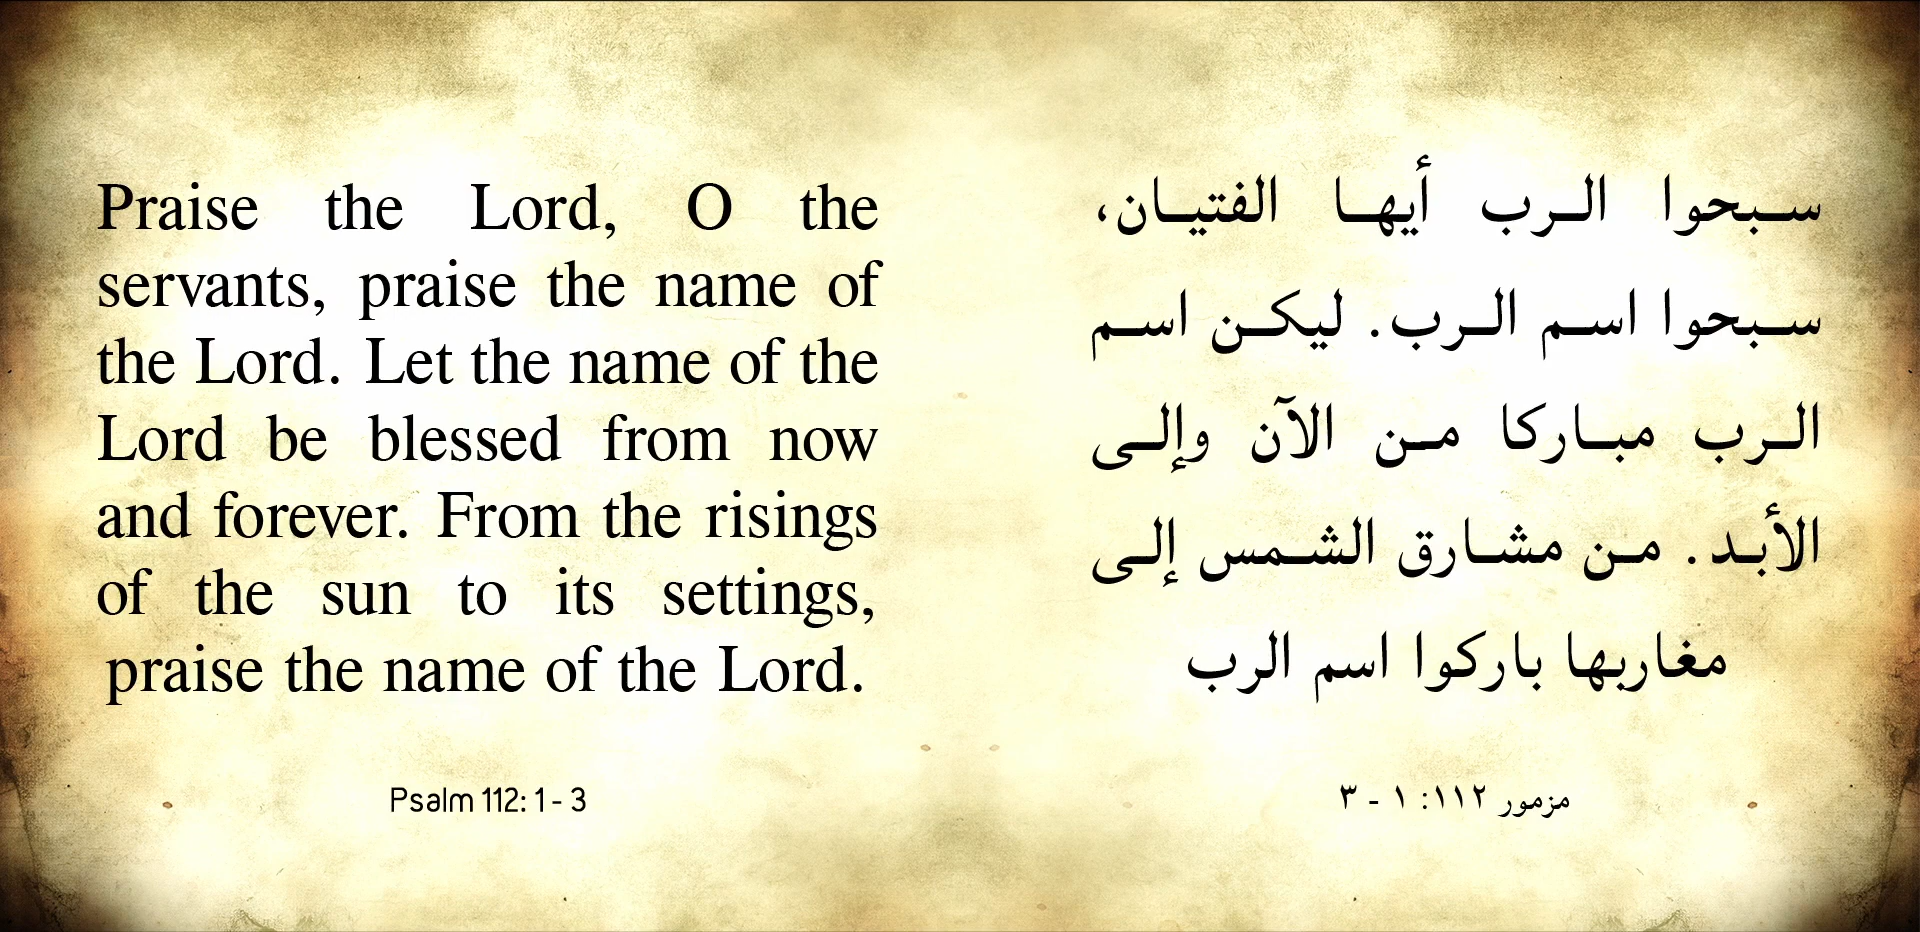 Praise the Lord, O the
servants, praise the name of
the Lord. Let the name of the
Lord be blessed from now
and forever. From the risings
of the sun to its settings,
praise the name of the Lord.
Psalm 112: 1 - 3
سبحوا الرب أيها الفتيان،
سبحوا اسم الرب. ليكن اسم
الرب مباركا من الآن وإلى
الأبد. من مشارق الشمس إلى
مغاربها باركوا اسم الرب
مزمور ١١٢: ١ - ٣